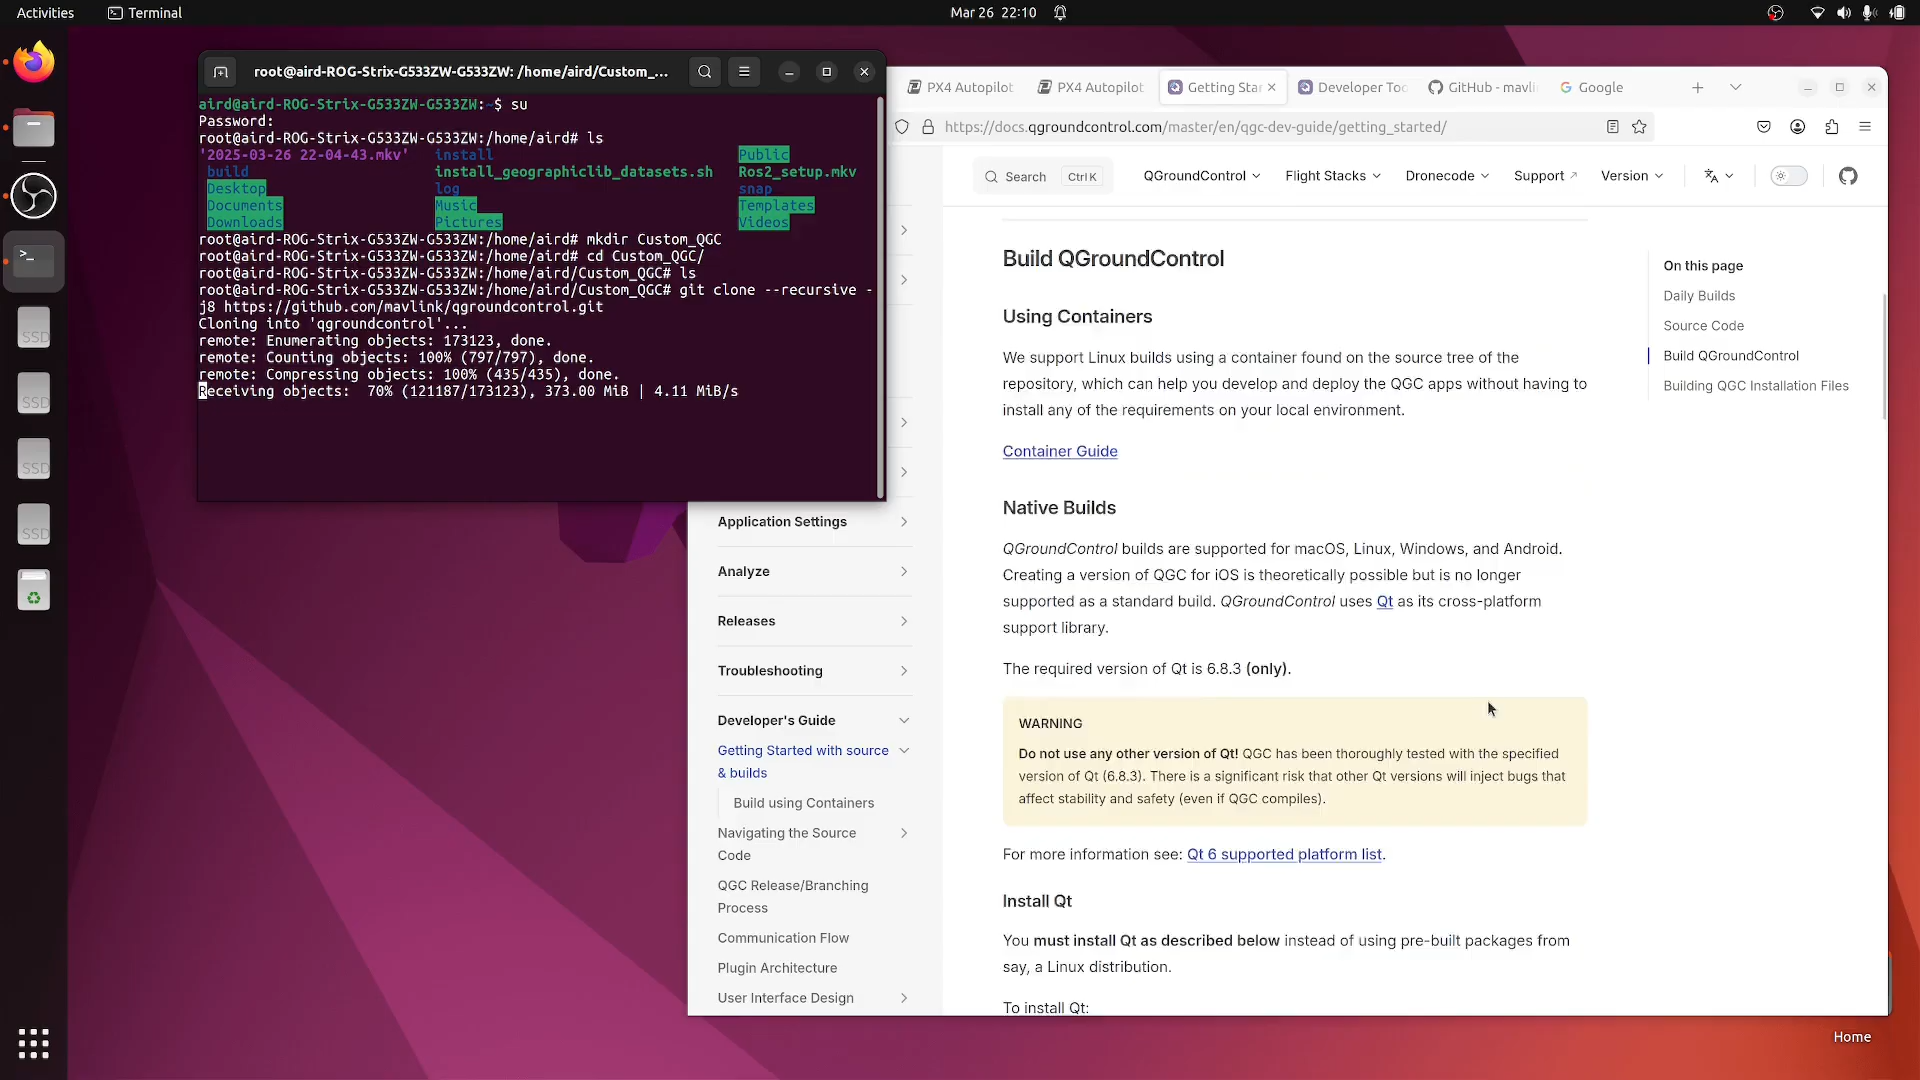 Activities
Terminal
Mar 26 22:10
root@aird-ROG-Strix-G533ZW-G533ZW: /home/aird/Custom_...
aird@aird-ROG-Strix-G533ZW-G533ZW:~$ su
Password:
root@aird-ROG-Strix-G533ZW-G533ZW:/home/aird# ls
'2025-03-26 22-04-43.mkv' install Public
build install_geographiclib_datasets.sh Ros2_setup.mkv
Desktop log snap
Documents Music Templates
Downloads Pictures Videos
root@aird-ROG-Strix-G533ZW-G533ZW:/home/aird# mkdir Custom_QGC
root@aird-ROG-Strix-G533ZW-G533ZW:/home/aird# cd Custom_QGC/
root@aird-ROG-Strix-G533ZW-G533ZW:/home/aird/Custom_QGC# ls
root@aird-ROG-Strix-G533ZW-G533ZW:/home/aird/Custom_QGC# git clone --recursive -
j8 https://github.com/mavlink/qgroundcontrol.git
Cloning into 'qgroundcontrol'...
remote: Enumerating objects: 173123, done.
remote: Counting objects: 100% (797/797), done.
remote: Compressing objects: 100% (435/435), done.
Receiving objects: 70% (121187/173123), 373.00 MiB | 4.11 MiB/s
PX4 Autopilot
PX4 Autopilot
Getting Star
Developer Too
GitHub - mavli
Google
https://docs.qgroundcontrol.com/master/en/qgc-dev-guide/getting_started/
Search Ctrl K
QGroundControl
Flight Stacks
Dronecode
Support
Version
Application Settings
Analyze
Releases
Troubleshooting
Developer's Guide
Getting Started with source
& builds
Build using Containers
Navigating the Source
Code
QGC Release/Branching
Process
Communication Flow
Plugin Architecture
User Interface Design
Build QGroundControl
Using Containers
We support Linux builds using a container found on the source tree of the
repository, which can help you develop and deploy the QGC apps without having to
install any of the requirements on your local environment.
Container Guide
Native Builds
QGroundControl builds are supported for macOS, Linux, Windows, and Android.
Creating a version of QGC for iOS is theoretically possible but is no longer
supported as a standard build. QGroundControl uses Qt as its cross-platform
support library.
The required version of Qt is 6.8.3 (only).
WARNING
Do not use any other version of Qt! QGC has been thoroughly tested with the specified
version of Qt (6.8.3). There is a significant risk that other Qt versions will inject bugs that
affect stability and safety (even if QGC compiles).
For more information see: Qt 6 supported platform list.
Install Qt
You must install Qt as described below instead of using pre-built packages from
say, a Linux distribution.
To install Qt:
On this page
Daily Builds
Source Code
Build QGroundControl
Building QGC Installation Files
SSD
SSD
SSD
SSD
Home